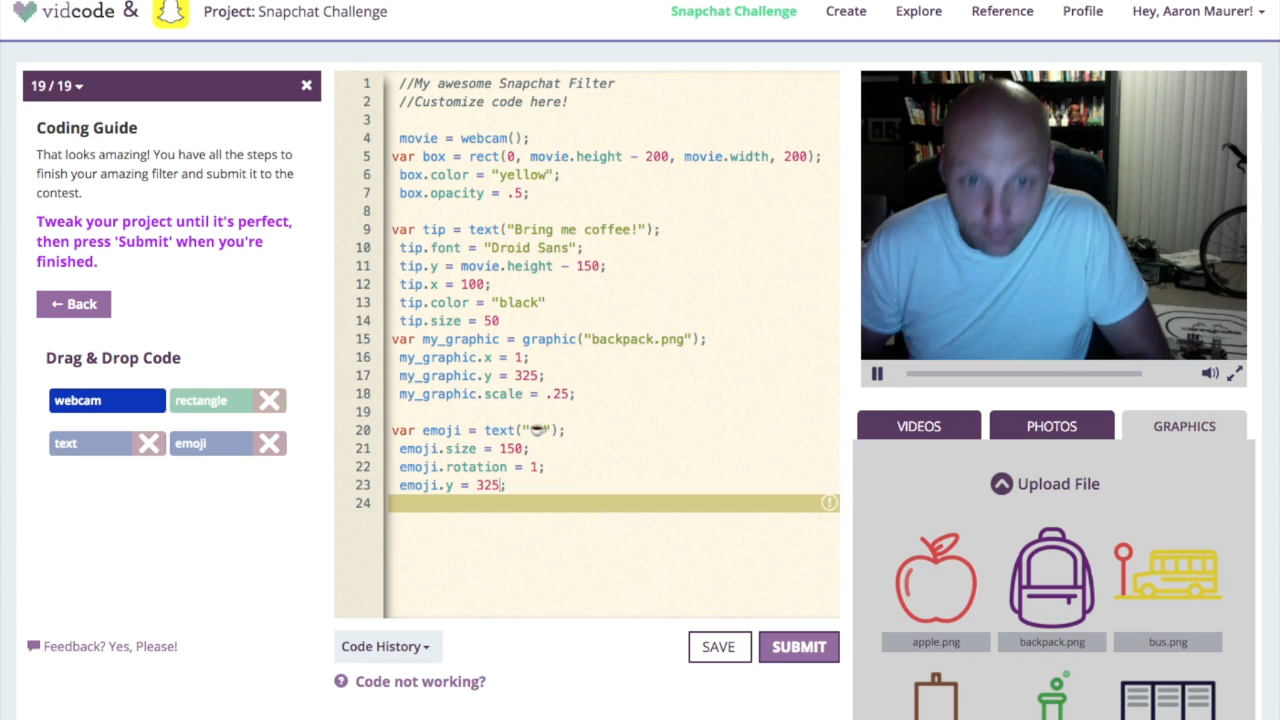 vidcode & Project: Snapchat Challenge
Snapchat Challenge Create Explore Reference Profile Hey, Aaron Maurer!
19 / 19
Coding Guide
That looks amazing! You have all the steps to
finish your amazing filter and submit it to the
contest.
Tweak your project until it's perfect,
then press 'Submit' when you're
finished.
← Back
Drag & Drop Code
webcam rectangle
text emoji
Feedback? Yes, Please!
1 //My awesome Snapchat Filter
2 //Customize code here!
3
4 movie = webcam();
5 var box = rect(0, movie.height - 200, movie.width, 200);
6 box.color = "yellow";
7 box.opacity = .5;
8
9 var tip = text("Bring me coffee!");
10 tip.font = "Droid Sans";
11 tip.y = movie.height - 150;
12 tip.x = 100;
13 tip.color = "black"
14 tip.size = 50
15 var my_graphic = graphic("backpack.png");
16 my_graphic.x = 1;
17 my_graphic.y = 325;
18 my_graphic.scale = .25;
19
20 var emoji = text("☕");
21 emoji.size = 150;
22 emoji.rotation = 1;
23 emoji.y = 325;
24
Code History
SAVE
SUBMIT
Code not working?
VIDEOS PHOTOS GRAPHICS
Upload File
apple.png backpack.png bus.png